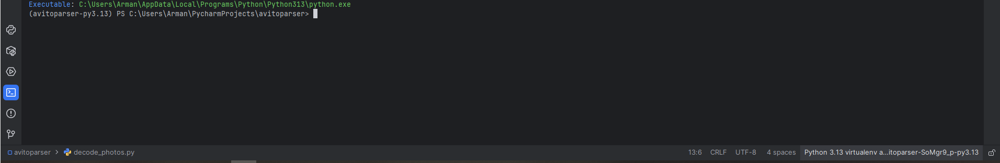 Executable: C:\Users\Arman\AppData\Local\Programs\Python\Python313\python.exe
(avitoparser-py3.13) PS C:\Users\Arman\PycharmProjects\avitoparser>
avitoparser > decode_photos.py 13:6 CRLF UTF-8 4 spaces Python 3.13 virtualenv a...itoparser-SoMgr9_p-py3.13